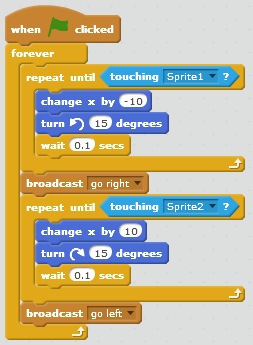 when clicked
forever
repeat until touching Sprite1 ?
change x by -10
turn 15 degrees
wait 0.1 secs
broadcast go right
repeat until touching Sprite2 ?
change x by 10
turn 15 degrees
wait 0.1 secs
broadcast go left